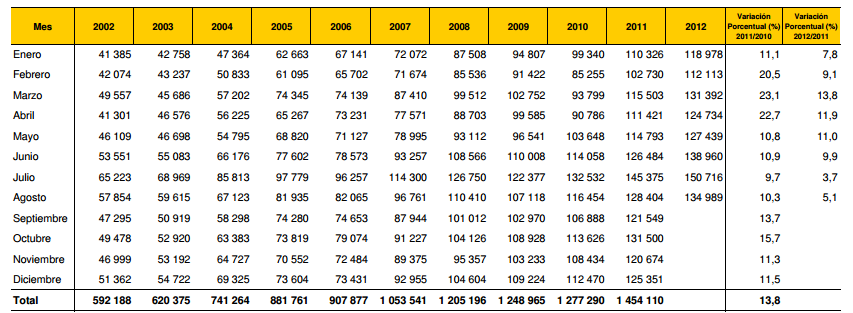 Mes 2002 2003 2004 2005 2006 2007 2008 2009 2010 2011 2012 Variación Porcentual (%) 2011/2010 Variación Porcentual (%) 2012/2011
Enero 41 385 42 758 47 364 62 663 67 141 72 072 87 508 94 807 99 340 110 326 118 978 11,1 7,8
Febrero 42 074 43 237 50 833 61 095 65 702 71 674 85 536 91 422 85 255 102 730 112 113 20,5 9,1
Marzo 49 557 45 686 57 202 74 345 74 139 87 410 99 512 102 752 93 799 115 503 131 392 23,1 13,8
Abril 41 301 46 576 56 225 65 267 73 231 77 571 88 703 99 585 90 786 111 421 124 734 22,7 11,9
Mayo 46 109 46 698 54 795 68 820 71 127 78 995 93 112 96 541 103 648 114 793 127 439 10,8 11,0
Junio 53 551 55 083 66 176 77 602 78 573 93 257 108 566 110 008 114 058 126 484 138 960 10,9 9,9
Julio 65 223 68 969 85 813 97 779 96 257 114 300 126 750 122 377 132 532 145 375 150 716 9,7 3,7
Agosto 57 854 59 615 67 123 81 935 82 065 96 761 110 410 107 118 116 454 128 404 134 989 10,3 5,1
Septiembre 47 295 50 919 58 298 74 280 74 653 87 944 101 012 102 970 106 888 121 549 13,7
Octubre 49 478 52 920 63 383 73 819 79 074 91 227 104 126 108 928 113 626 131 500 15,7
Noviembre 46 999 53 192 64 727 70 552 72 484 89 375 95 357 103 233 108 434 120 674 11,3
Diciembre 51 362 54 722 69 325 73 604 73 431 92 955 104 604 109 224 112 470 125 351 11,5
Total 592 188 620 375 741 264 881 761 907 877 1 053 541 1 205 196 1 248 965 1 277 290 1 454 110 13,8